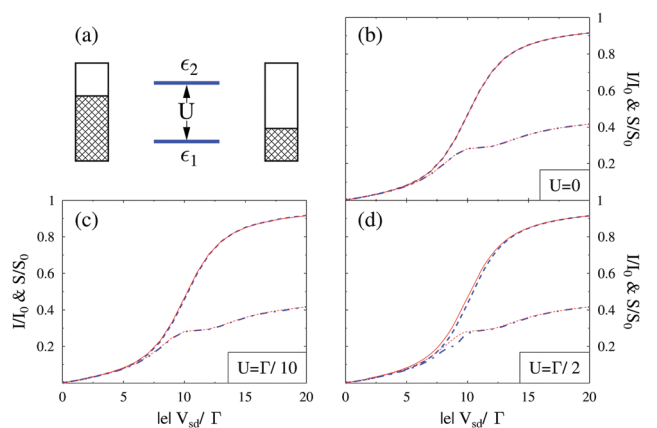 (a)
ϵ₂
U
ϵ₁
(b)
1
0.8
0.6
0.4
0.2
I/I₀ & S/S₀
U=0
(c)
1
0.8
0.6
0.4
0.2
I/I₀ & S/S₀
U=Γ/ 10
0 5 10 15 20
|e| V_sd/ Γ
(d)
1
0.8
0.6
0.4
0.2
I/I₀ & S/S₀
U=Γ/ 2
0 5 10 15 20
|e| V_sd/ Γ